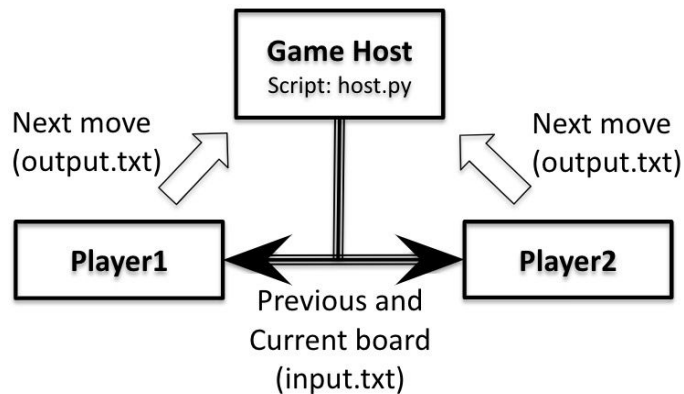 Game Host
Script: host.py
Next move
(output.txt)
Next move
(output.txt)
Player1
Player2
Previous and
Current board
(input.txt)